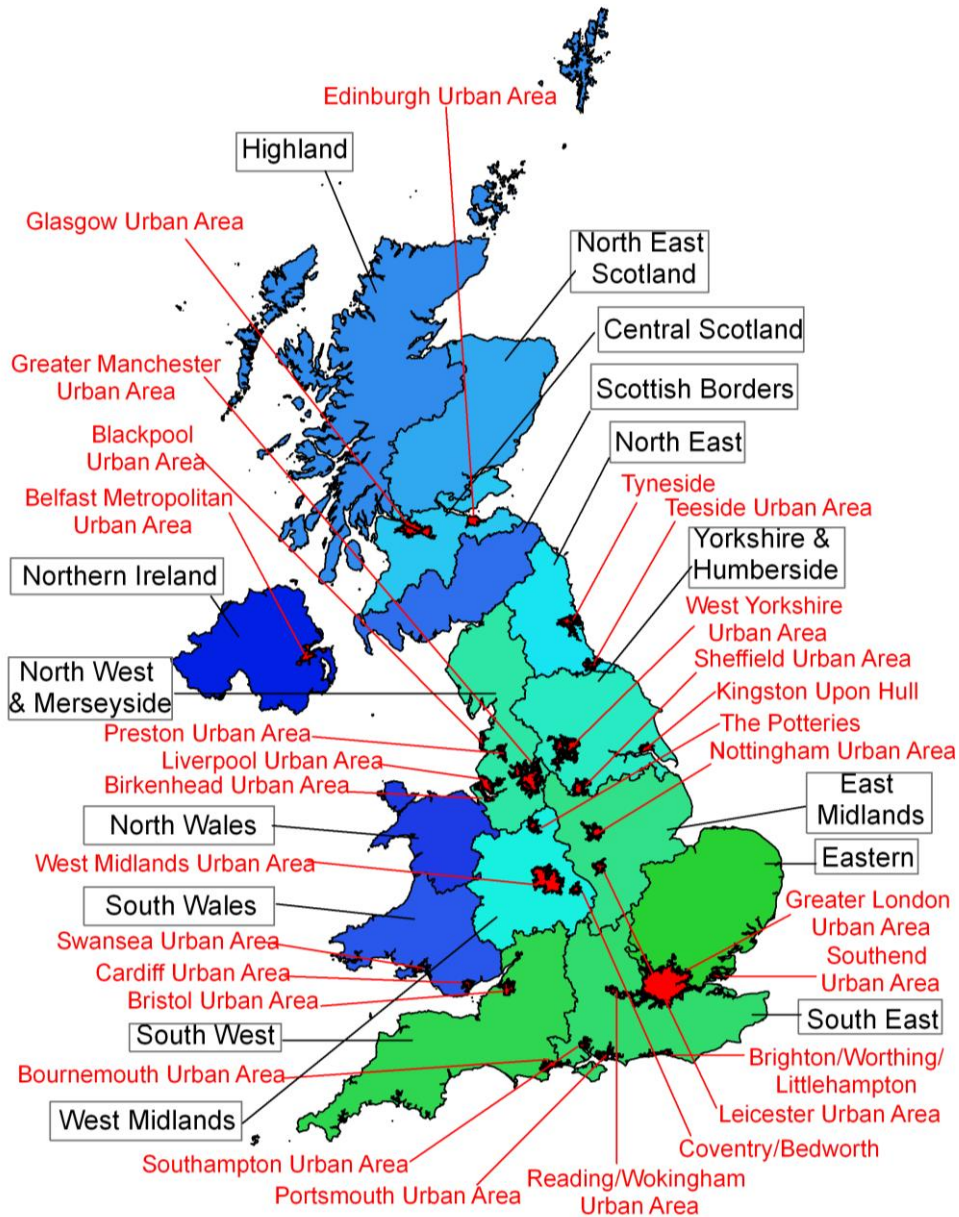 Edinburgh Urban Area
Highland
Glasgow Urban Area
North East
Scotland
Central Scotland
Greater Manchester
Urban Area
Scottish Borders
Blackpool
Urban Area
North East
Belfast Metropolitan
Urban Area
Tyneside
Teeside Urban Area
Yorkshire &
Humberside
Northern Ireland
West Yorkshire
Urban Area
North West
& Merseyside
Sheffield Urban Area
Kingston Upon Hull
The Potteries
Preston Urban Area
Nottingham Urban Area
Liverpool Urban Area
Birkenhead Urban Area
East
Midlands
North Wales
West Midlands Urban Area
Eastern
South Wales
Greater London
Urban Area
Swansea Urban Area
Southend
Urban Area
Cardiff Urban Area
Bristol Urban Area
South West
South East
Bournemouth Urban Area
Brighton/Worthing/
Littlehampton
West Midlands
Leicester Urban Area
Coventry/Bedworth
Southampton Urban Area
Portsmouth Urban Area
Reading/Wokingham
Urban Area